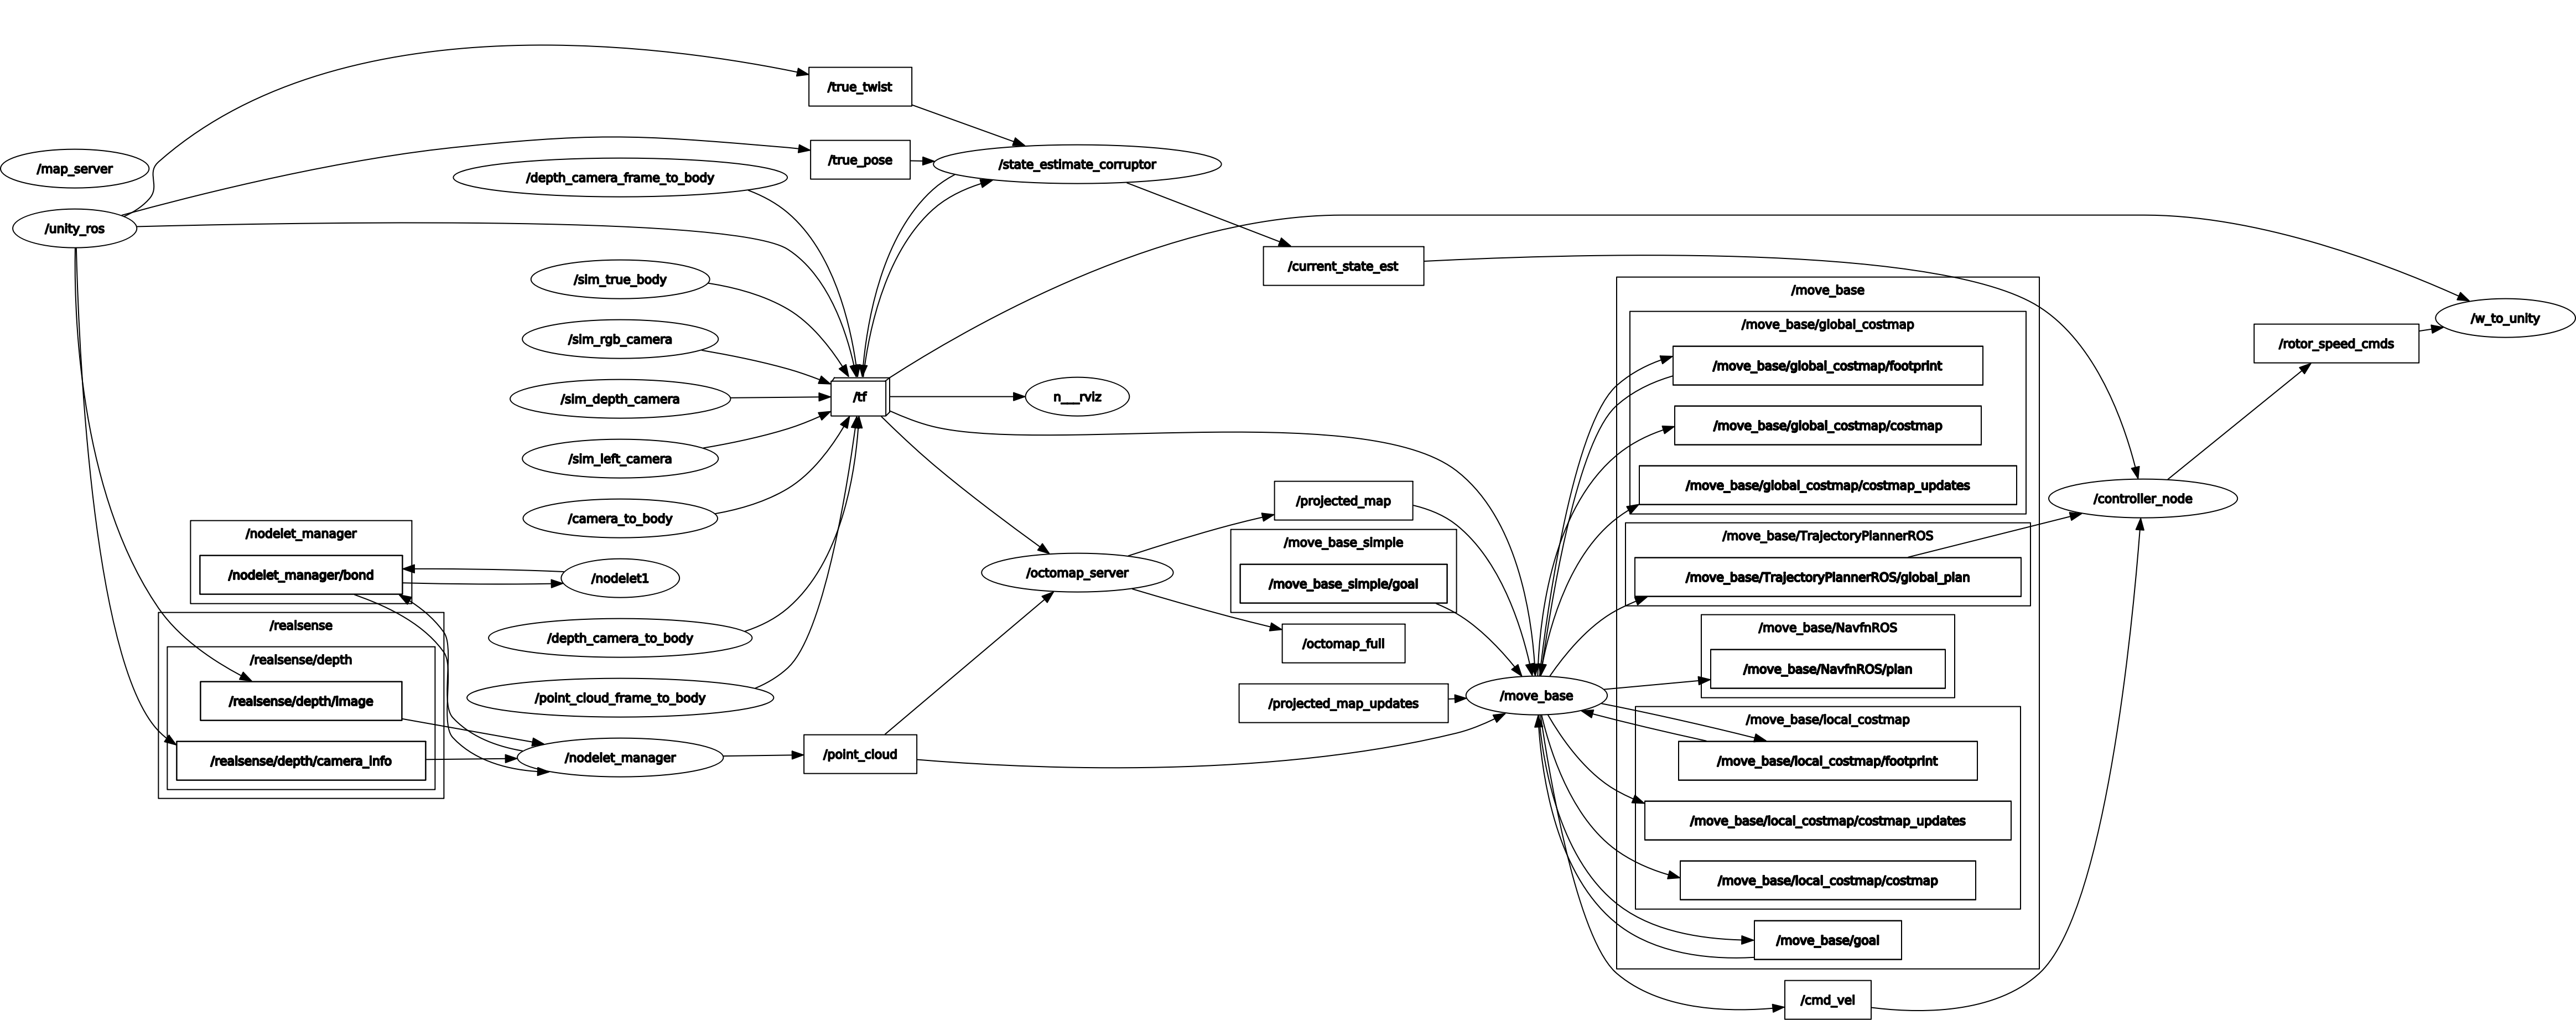 /map_server
/unity_ros
/true_twist
/true_pose
/depth_camera_frame_to_body
/state_estimate_corruptor
/sim_true_body
/sim_rgb_camera
/sim_depth_camera
/sim_left_camera
/camera_to_body
/tf
n___rviz
/current_state_est
/nodelet_manager
/nodelet_manager/bond
/nodelet1
/realsense
/realsense/depth
/realsense/depth/image
/realsense/depth/camera_info
/depth_camera_to_body
/point_cloud_frame_to_body
/nodelet_manager
/point_cloud
/octomap_server
/projected_map
/move_base_simple
/move_base_simple/goal
/octomap_full
/projected_map_updates
/move_base
/move_base
/move_base/global_costmap
/move_base/global_costmap/footprint
/move_base/global_costmap/costmap
/move_base/global_costmap/costmap_updates
/move_base/TrajectoryPlannerROS
/move_base/TrajectoryPlannerROS/global_plan
/move_base/NavfnROS
/move_base/NavfnROS/plan
/move_base/local_costmap
/move_base/local_costmap/footprint
/move_base/local_costmap/costmap_updates
/move_base/local_costmap/costmap
/move_base/goal
/cmd_vel
/controller_node
/rotor_speed_cmds
/w_to_unity